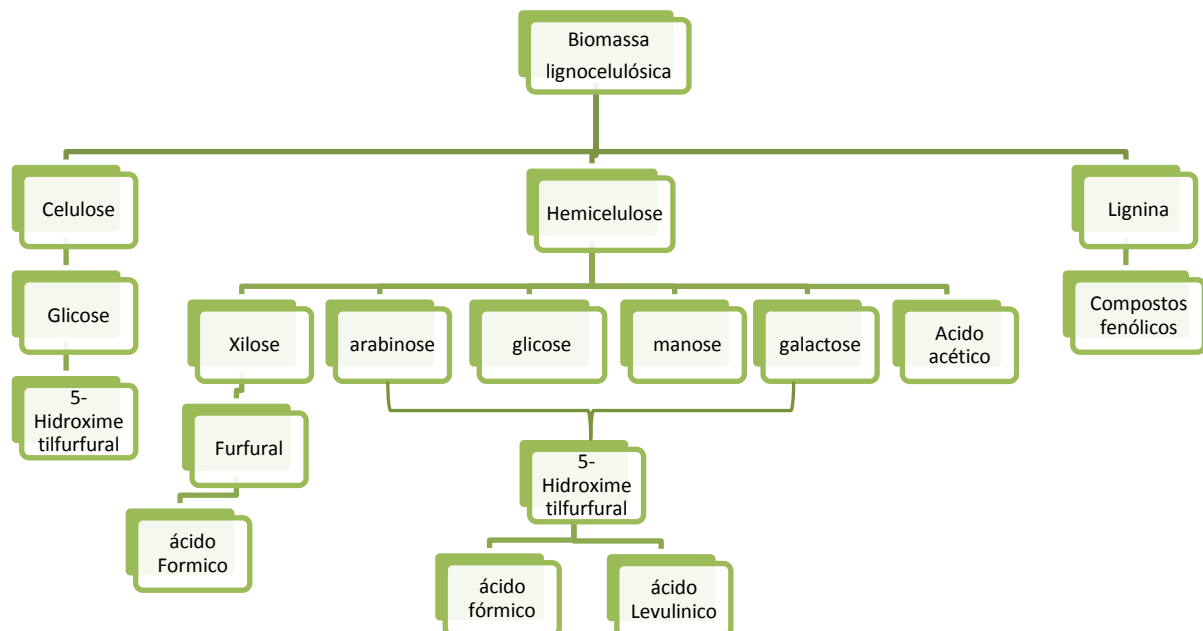 Biomassa
lignocelulósica
Celulose
Hemicelulose
Lignina
Glicose
Xilose
arabinose
glicose
manose
galactose
Acido
acético
Compostos
fenólicos
5-
Hidroxime
tilfurfural
Furfural
5-
Hidroxime
tilfurfural
ácido
Formico
ácido
fórmico
ácido
Levulinico